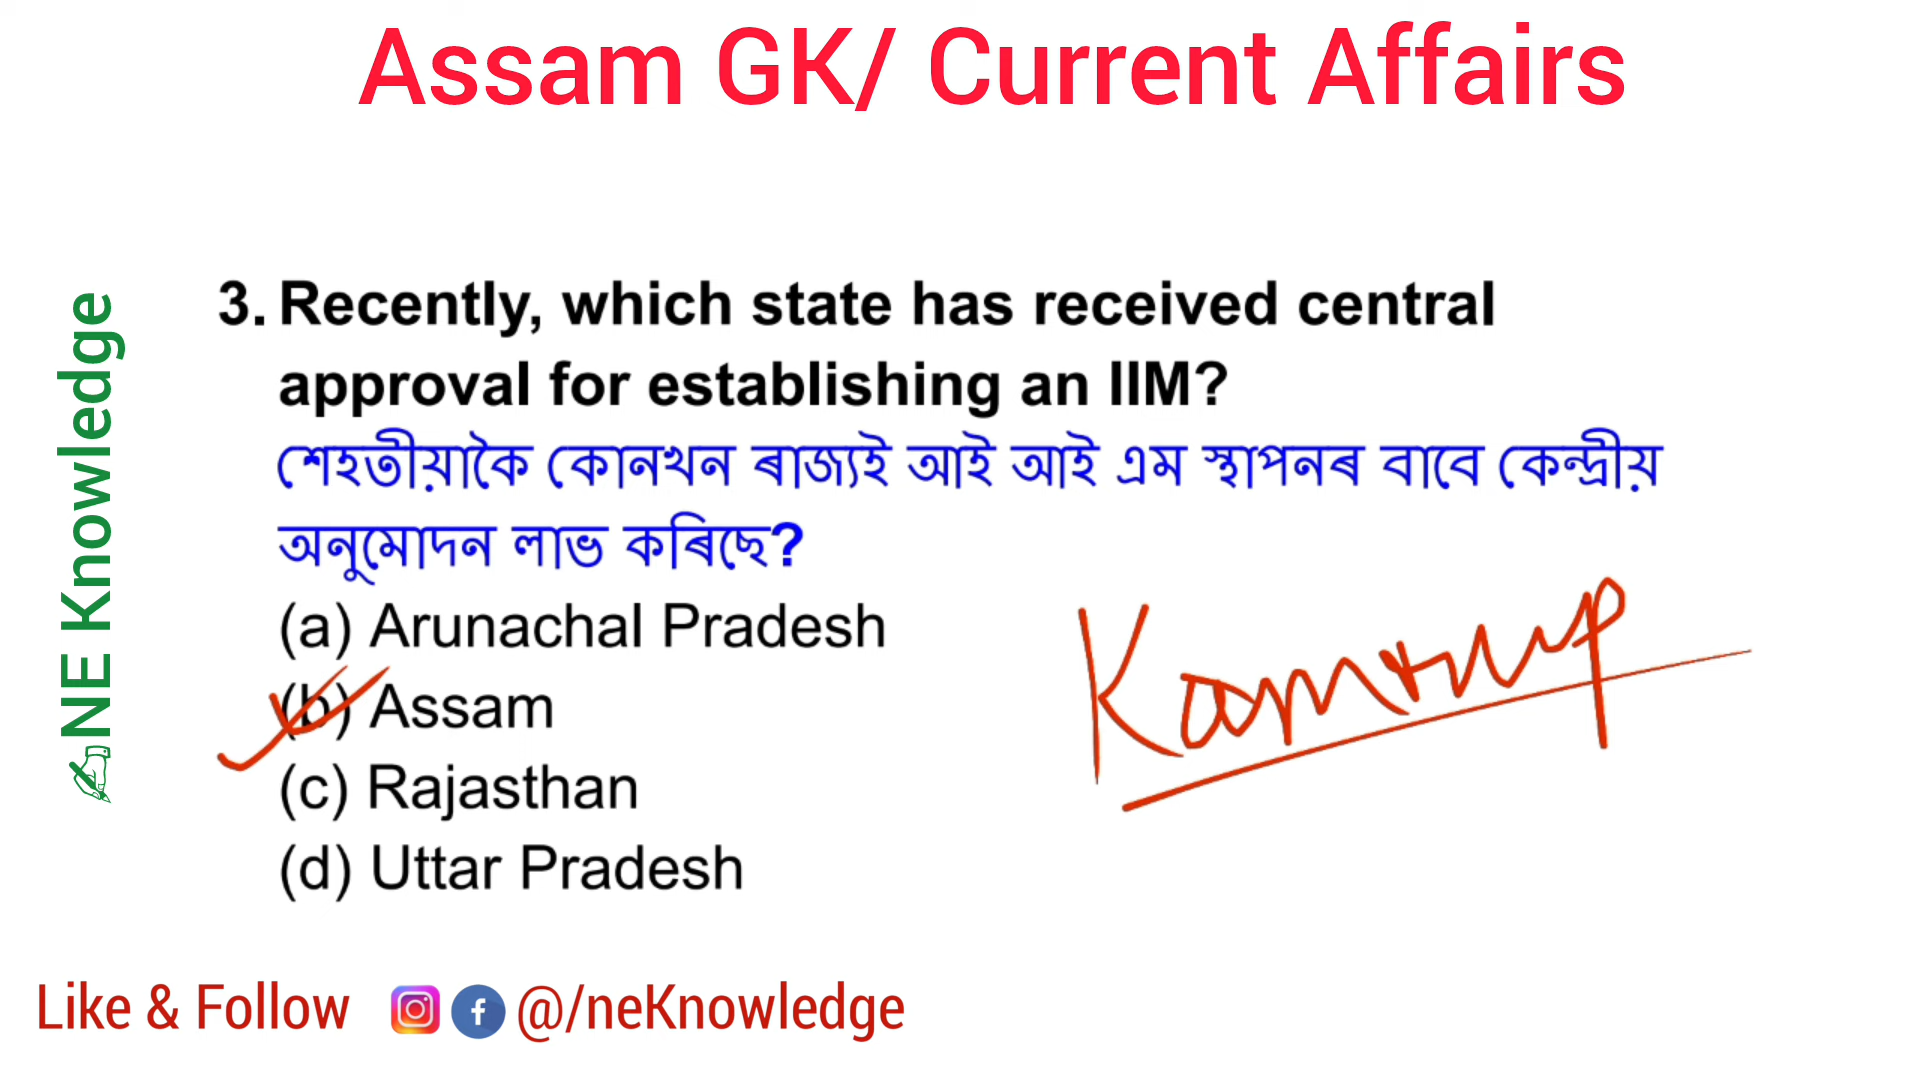 Assam GK/ Current Affairs
NE Knowledge
3. Recently, which state has received central
approval for establishing an IIM?
শেহতীয়াকৈ কোনখন ৰাজ্যই আই আই এম স্থাপনৰ বাবে কেন্দ্ৰীয়
অনুমোদন লাভ কৰিছে?
(a) Arunachal Pradesh
(b) Assam
(c) Rajasthan
(d) Uttar Pradesh
Kamrup
Like & Follow @/neKnowledge